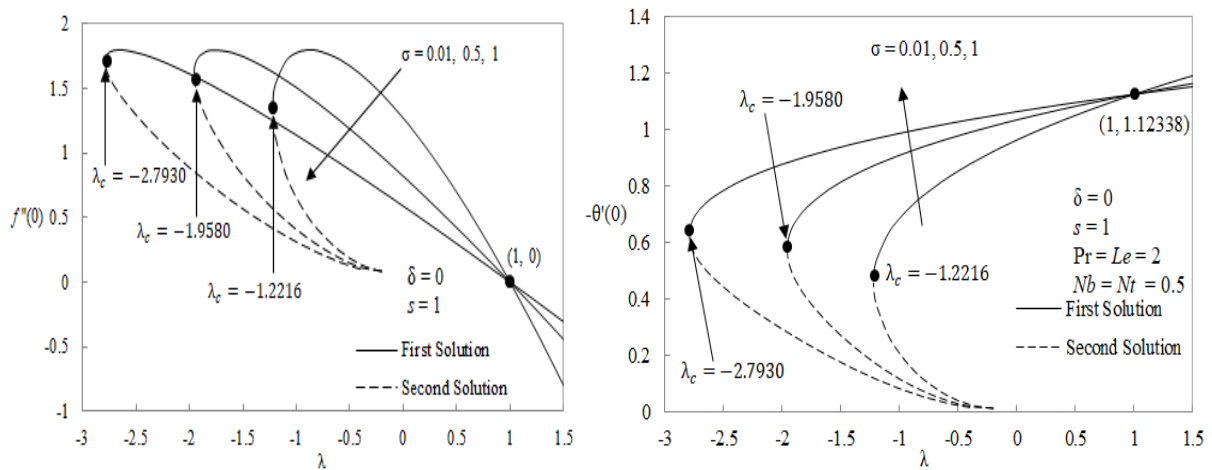 2
1.5
1
0.5
0
-0.5
-1
f"(0)
-3 -2.5 -2 -1.5 -1 -0.5 0 0.5 1 1.5
λ
σ = 0.01, 0.5, 1
λc = −2.7930
λc = −1.9580
λc = −1.2216
(1, 0)
δ = 0
s = 1
First Solution
Second Solution
1.4
1.2
1
0.8
0.6
0.4
0.2
0
-θ'(0)
-3 -2.5 -2 -1.5 -1 -0.5 0 0.5 1 1.5
λ
σ = 0.01, 0.5, 1
λc = −1.9580
(1, 1.12338)
λc = −1.2216
λc = −2.7930
δ = 0
s = 1
Pr = Le = 2
Nb = Nt = 0.5
First Solution
Second Solution